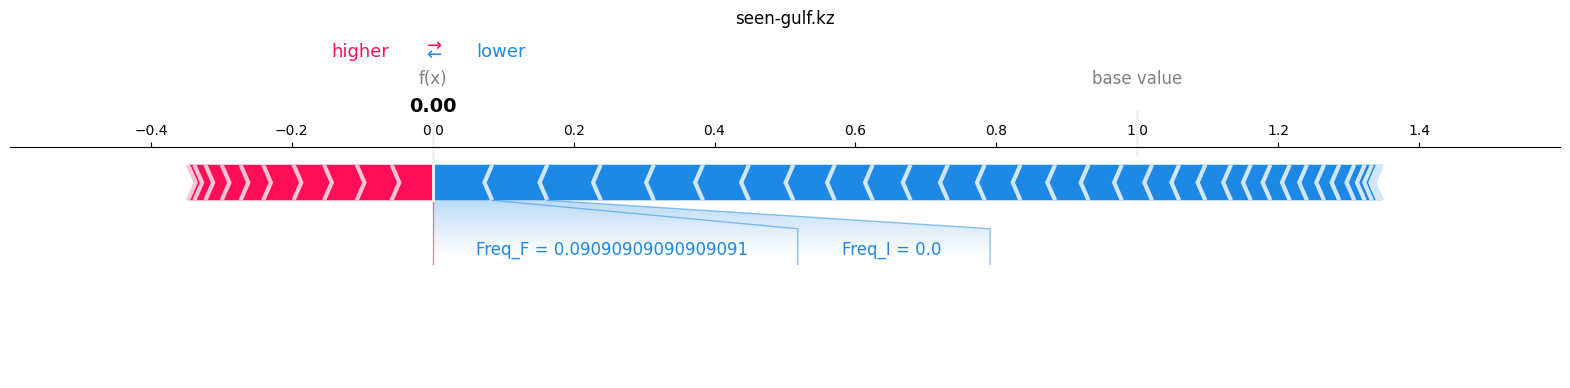 seen-gulf.kz
higher → ← lower
f(x) base value
0.00
−0.4 −0.2 0.0 0.2 0.4 0.6 0.8 1.0 1.2 1.4
Freq_F = 0.09090909090909091 Freq_I = 0.0